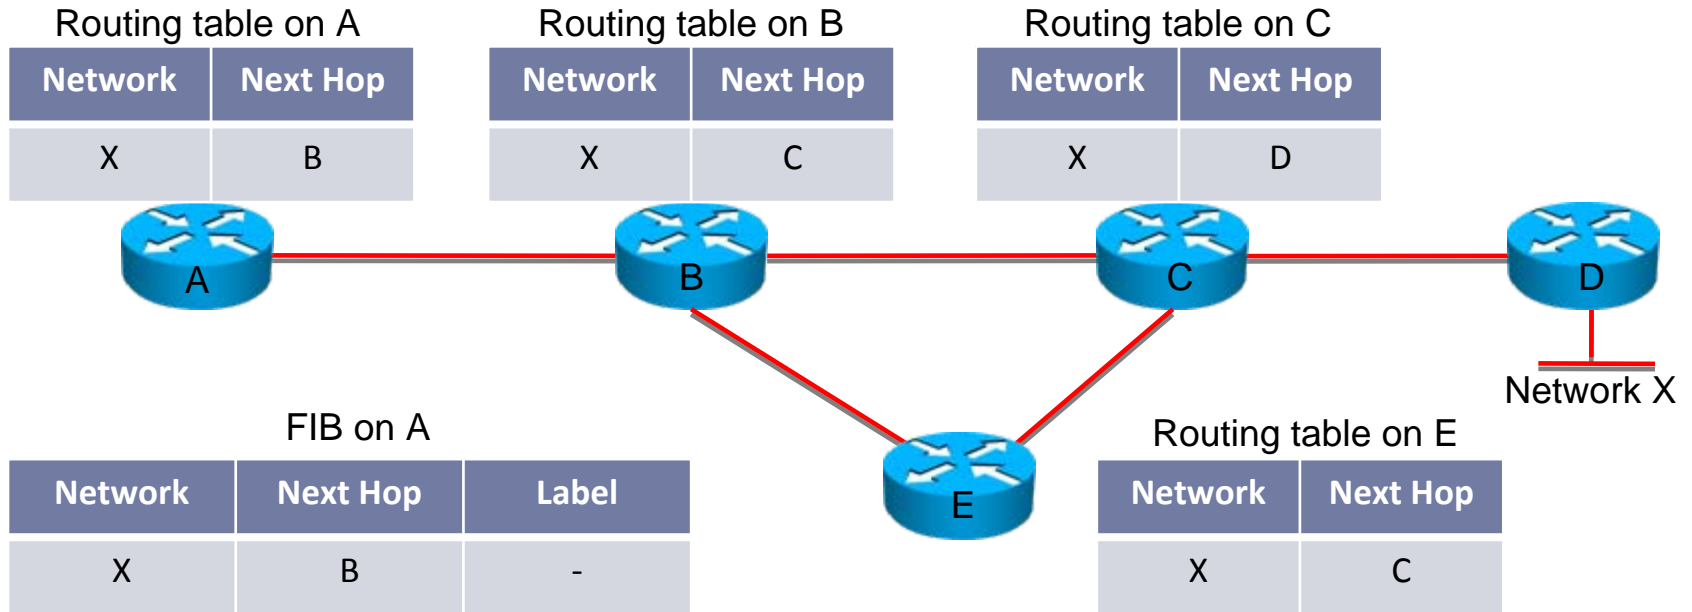 Routing table on A
Network Next Hop
X B
Routing table on B
Network Next Hop
X C
Routing table on C
Network Next Hop
X D
A
B
C
D
Network X
E
FIB on A
Network Next Hop Label
X B -
Routing table on E
Network Next Hop
X C